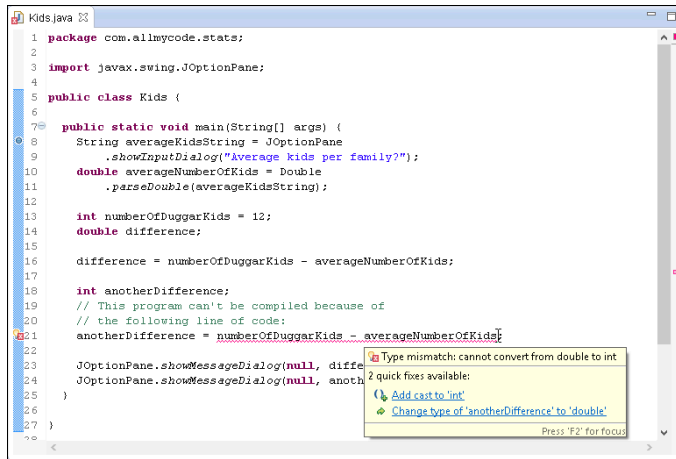 Kids.java
1 package com.allmycode.stats;
2
3 import javax.swing.JOptionPane;
4
5 public class Kids {
6
7 public static void main(String[] args) {
8 String averageKidsString = JOptionPane
9 .showInputDialog("Average kids per family?");
10 double averageNumberOfKids = Double
11 .parseDouble(averageKidsString);
12
13 int numberOfDuggarKids = 12;
14 double difference;
15
16 difference = numberOfDuggarKids - averageNumberOfKids;
17
18 int anotherDifference;
19 // This program can't be compiled because of
20 // the following line of code:
21 anotherDifference = numberOfDuggarKids - averageNumberOfKids;
22
23 JOptionPane.showMessageDialog(null, diffe
24 JOptionPane.showMessageDialog(null, anoth
25 }
26
27 }
28
Type mismatch: cannot convert from double to int
2 quick fixes available:
Add cast to 'int'
Change type of 'anotherDifference' to 'double'
Press 'F2' for focus